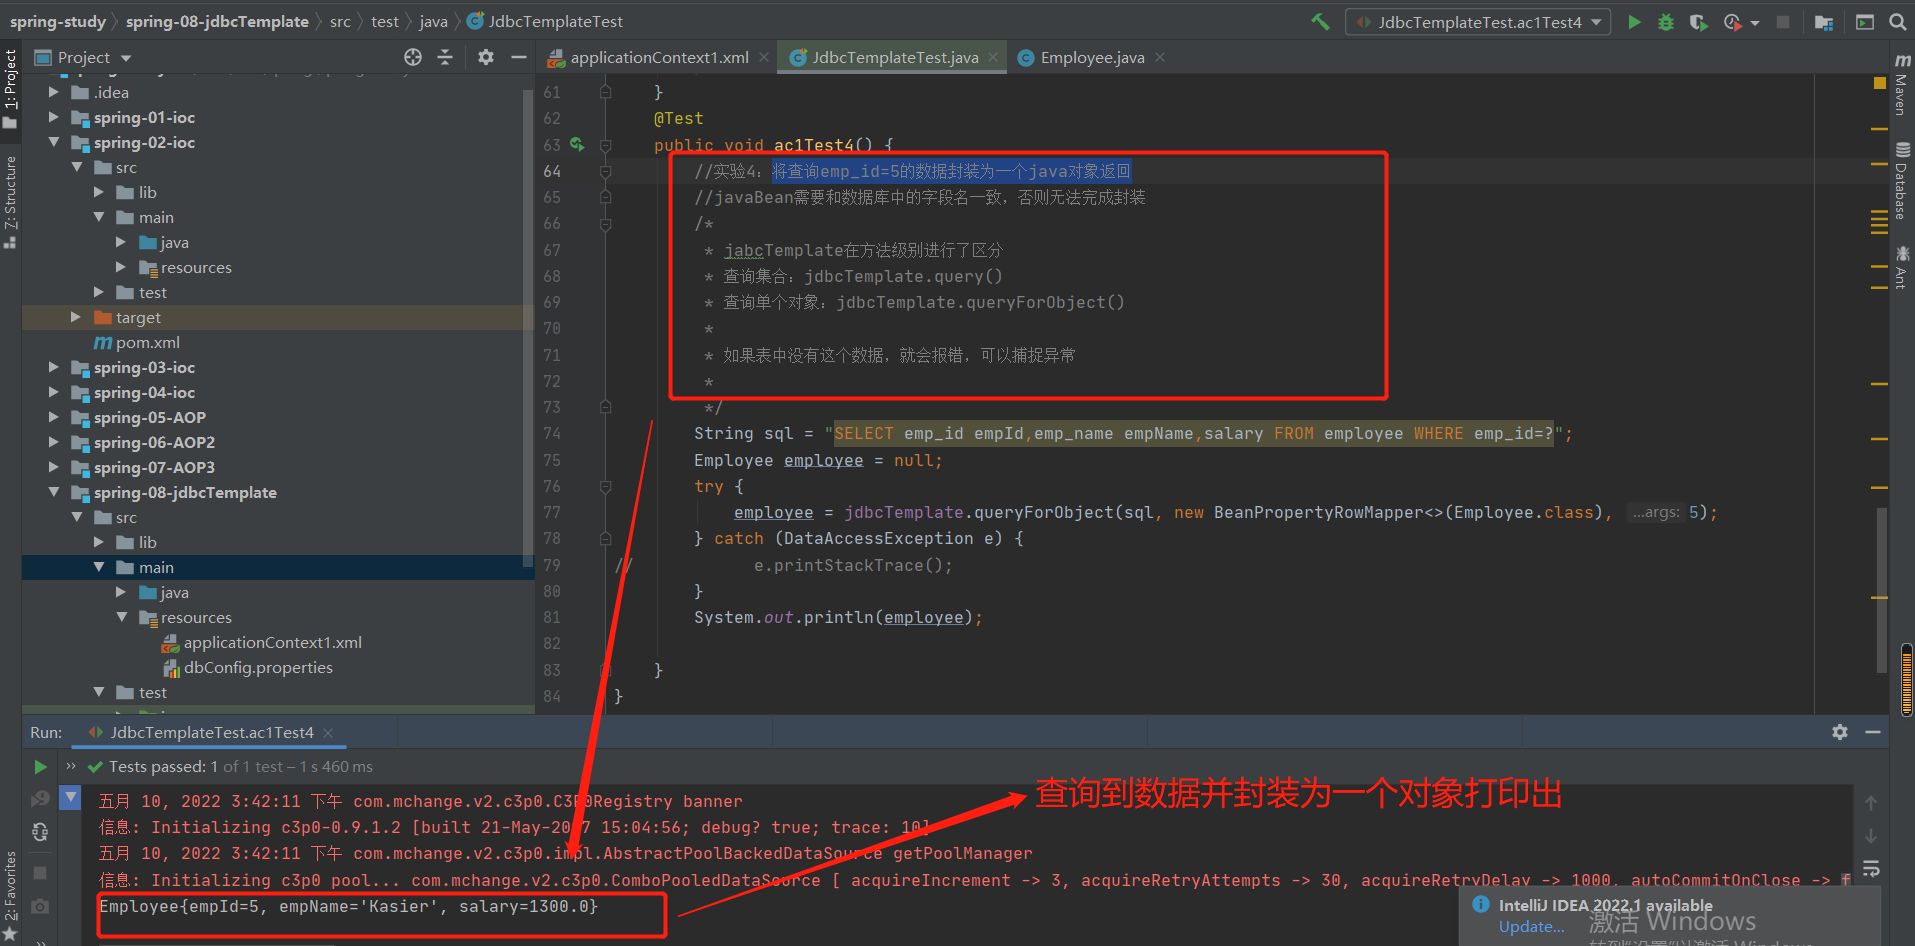 spring-study spring-08-jdbcTemplate src test java JdbcTemplateTest
JdbcTemplateTest.ac1Test4
Project
applicationContext1.xml
JdbcTemplateTest.java
Employee.java
1: Project
7: Structure
2: Favorites
Maven
Database
Ant
.idea
spring-01-ioc
spring-02-ioc
src
lib
main
java
resources
test
target
pom.xml
spring-03-ioc
spring-04-ioc
spring-05-AOP
spring-06-AOP2
spring-07-AOP3
spring-08-jdbcTemplate
src
lib
main
java
resources
applicationContext1.xml
dbConfig.properties
test
61 }
62 @Test
63 public void ac1Test4() {
64 //实验4：将查询emp_id=5的数据封装为一个java对象返回
65 //javaBean需要和数据库中的字段名一致，否则无法完成封装
66 /*
67 * jabcTemplate在方法级别进行了区分
68 * 查询集合：jdbcTemplate.query()
69 * 查询单个对象：jdbcTemplate.queryForObject()
70 *
71 * 如果表中没有这个数据，就会报错，可以捕捉异常
72 *
73 */
74 String sql = "SELECT emp_id empId,emp_name empName,salary FROM employee WHERE emp_id=?";
75 Employee employee = null;
76 try {
77 employee = jdbcTemplate.queryForObject(sql, new BeanPropertyRowMapper<>(Employee.class), ...args: 5);
78 } catch (DataAccessException e) {
79 // e.printStackTrace();
80 }
81 System.out.println(employee);
82
83 }
84 }
Run: JdbcTemplateTest.ac1Test4
Tests passed: 1 of 1 test – 1 s 460 ms
五月 10, 2022 3:42:11 下午 com.mchange.v2.c3p0.C3P0Registry banner
信息: Initializing c3p0-0.9.1.2 [built 21-May-2007 15:04:56; debug? true; trace: 10]
五月 10, 2022 3:42:11 下午 com.mchange.v2.c3p0.impl.AbstractPoolBackedDataSource getPoolManager
信息: Initializing c3p0 pool... com.mchange.v2.c3p0.ComboPooledDataSource [ acquireIncrement -> 3, acquireRetryAttempts -> 30, acquireRetryDelay -> 1000, autoCommitOnClose -> f
Employee{empId=5, empName='Kasier', salary=1300.0}
查询到数据并封装为一个对象打印出
IntelliJ IDEA 2022.1 available
Update...
激活 Windows